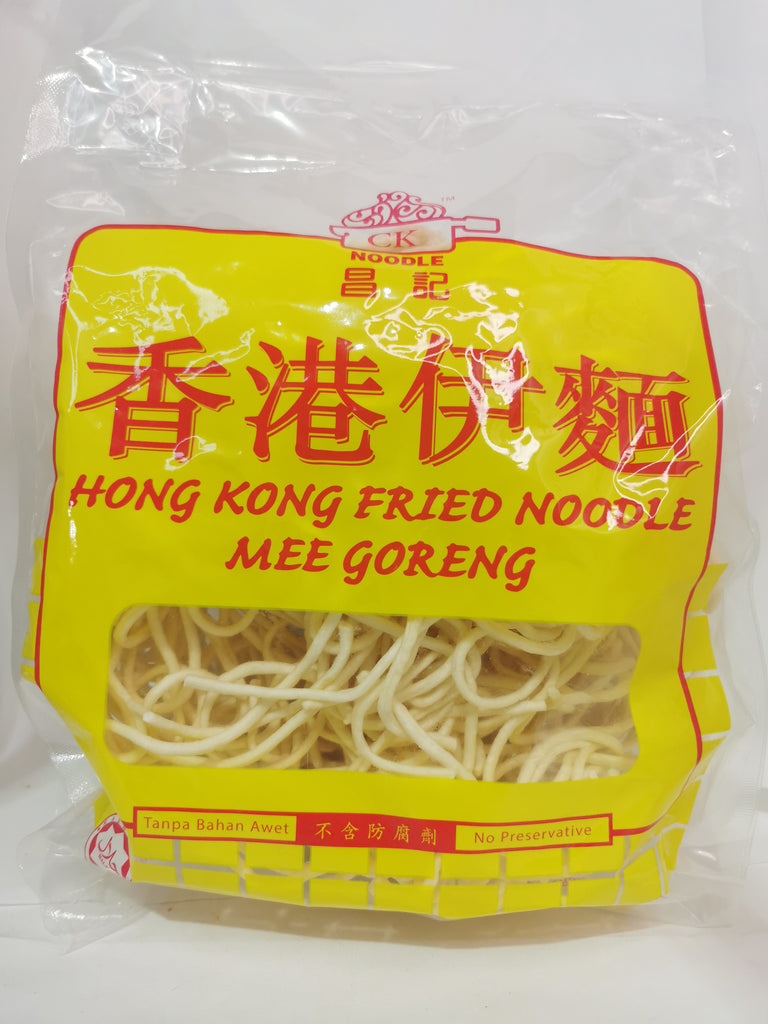 TM
CK
NOODLE
昌記
香港伊麵
HONG KONG FRIED NOODLE
MEE GORENG
Tanpa Bahan Awet 不含防腐劑 No Preservative